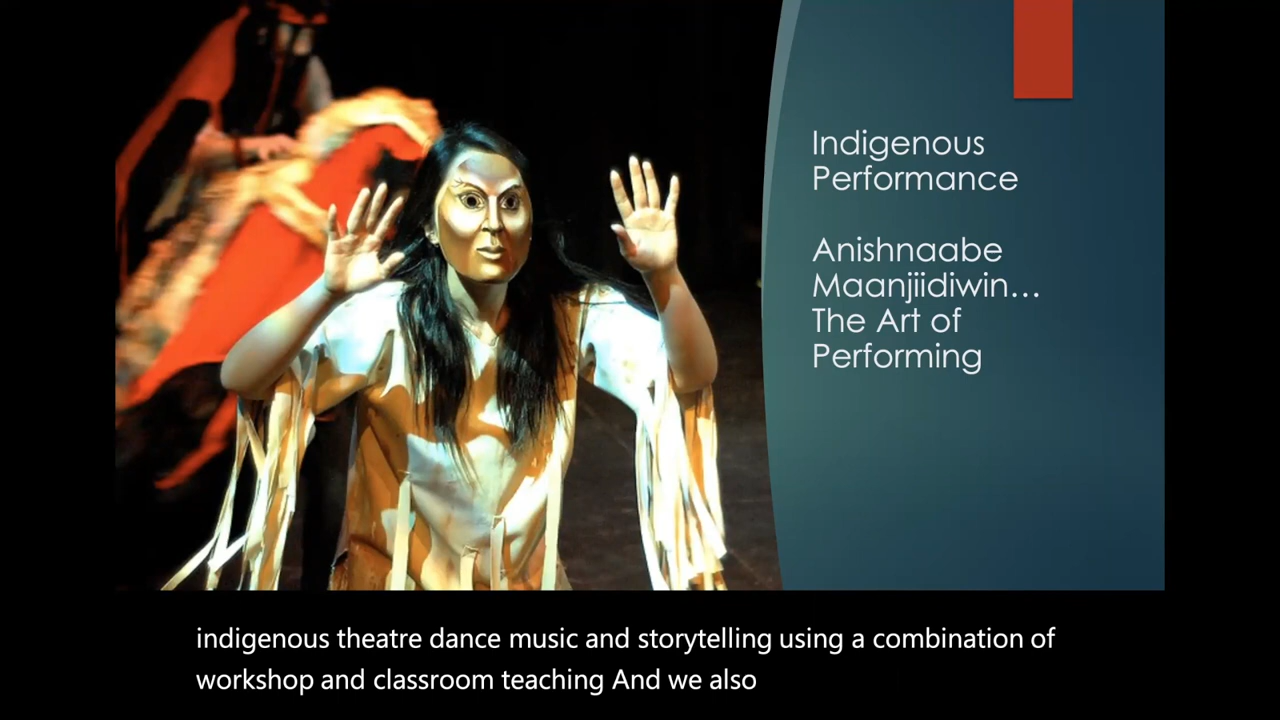 Indigenous
Performance
Anishnaabe
Maanjiidiwin...
The Art of
Performing
indigenous theatre dance music and storytelling using a combination of
workshop and classroom teaching And we also